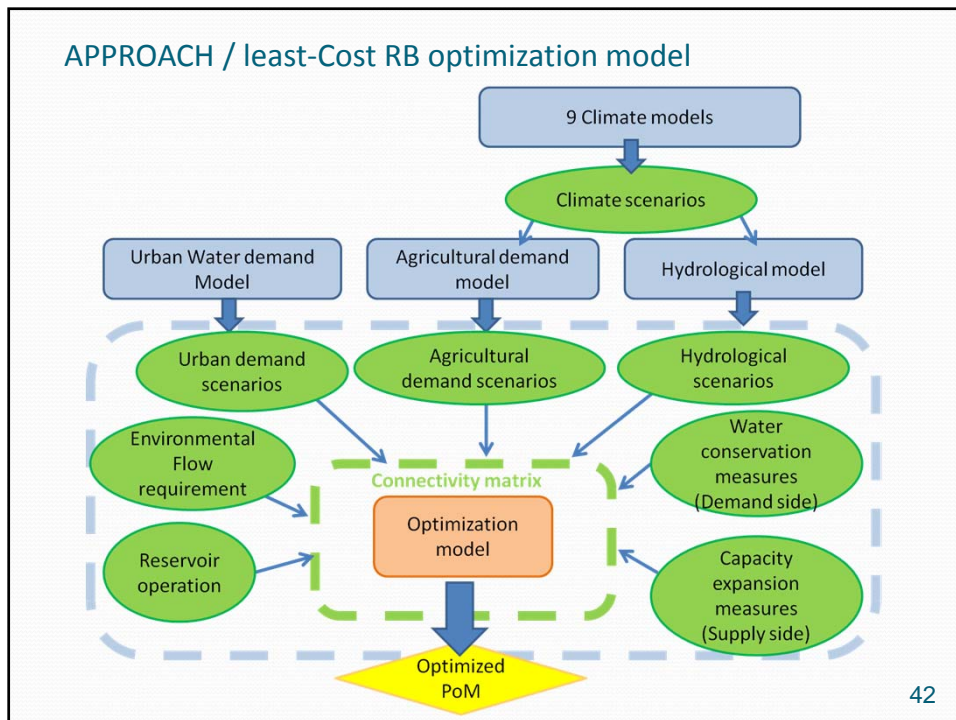 APPROACH / least-Cost RB optimization model
9 Climate models
Climate scenarios
Urban Water demand
Model
Agricultural demand
model
Hydrological model
Urban demand
scenarios
Agricultural
demand scenarios
Hydrological
scenarios
Environmental
Flow
requirement
Water
conservation
measures
(Demand side)
Connectivity matrix
Optimization
model
Reservoir
operation
Capacity
expansion
measures
(Supply side)
Optimized
PoM
42